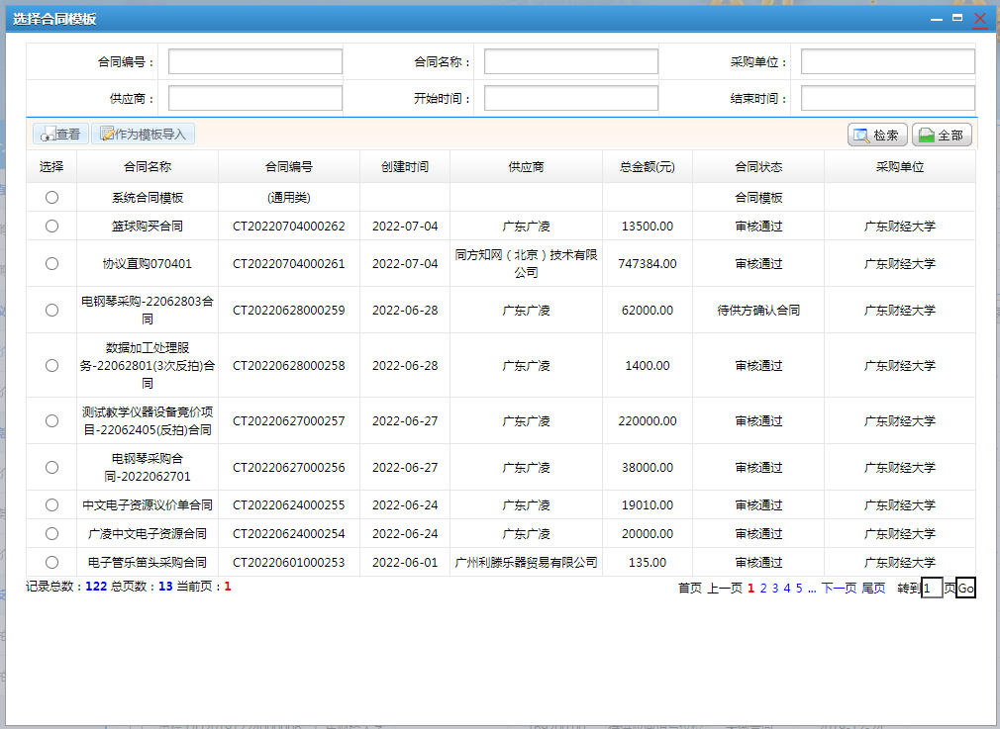 选择合同模板
合同编号： 合同名称： 采购单位：
供应商： 开始时间： 结束时间：
查看 作为模板导入 检索 全部
选择 合同名称 合同编号 创建时间 供应商 总金额(元) 合同状态 采购单位
系统合同模板 (通用类) 合同模板
篮球购买合同 CT20220704000262 2022-07-04 广东广凌 13500.00 审核通过 广东财经大学
协议直购070401 CT20220704000261 2022-07-04 同方知网（北京）技术有限公司 747384.00 审核通过 广东财经大学
电钢琴采购-22062803合同 CT20220628000259 2022-06-28 广东广凌 62000.00 待供方确认合同 广东财经大学
数据加工处理服务-22062801(3次反拍)合同 CT20220628000258 2022-06-28 广东广凌 1400.00 审核通过 广东财经大学
测试教学仪器设备竞价项目-22062405(反拍)合同 CT20220627000257 2022-06-27 广东广凌 220000.00 审核通过 广东财经大学
电钢琴采购合同-2022062701 CT20220627000256 2022-06-27 广东广凌 38000.00 审核通过 广东财经大学
中文电子资源议价单合同 CT20220624000255 2022-06-24 广东广凌 19010.00 审核通过 广东财经大学
广凌中文电子资源合同 CT20220624000254 2022-06-24 广东广凌 20000.00 审核通过 广东财经大学
电子管乐笛头采购合同 CT20220601000253 2022-06-01 广州利滕乐器贸易有限公司 135.00 审核通过 广东财经大学
记录总数：122 总页数：13 当前页：1 首页 上一页 1 2 3 4 5 ... 下一页 尾页 转到1页Go